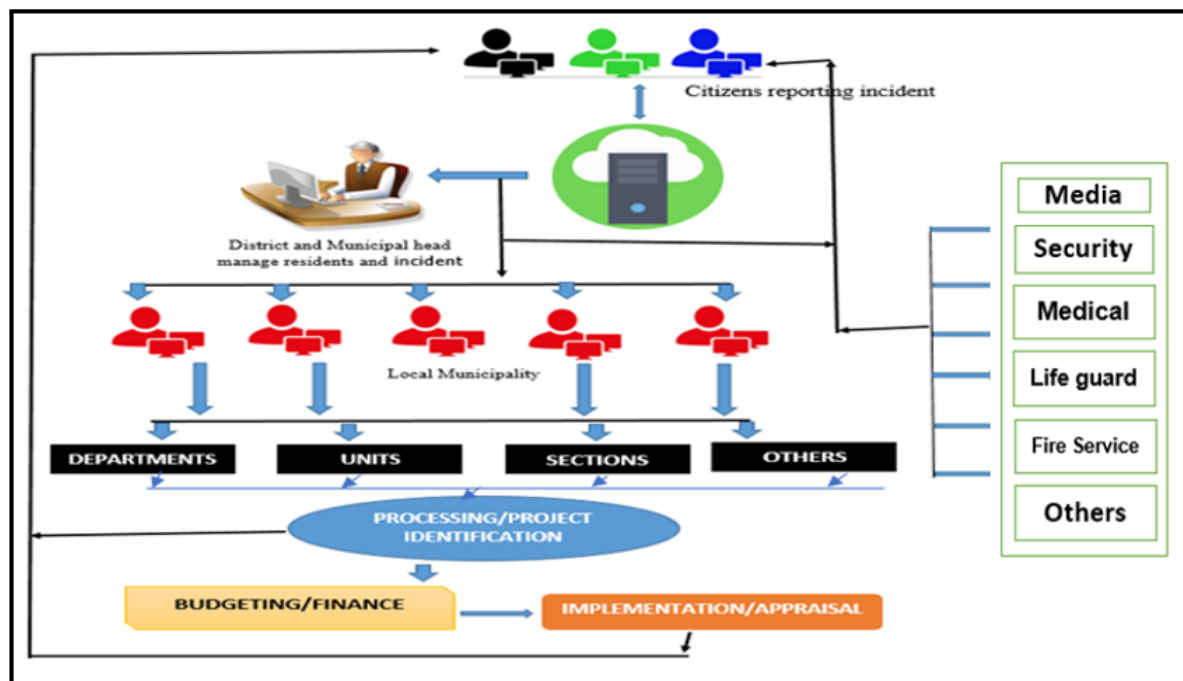 Citizens reporting incident
District and Municipal head
manage residents and incident
Local Municipality
DEPARTMENTS
UNITS
SECTIONS
OTHERS
PROCESSING/PROJECT
IDENTIFICATION
BUDGETING/FINANCE
IMPLEMENTATION/APPRAISAL
Media
Security
Medical
Life guard
Fire Service
Others